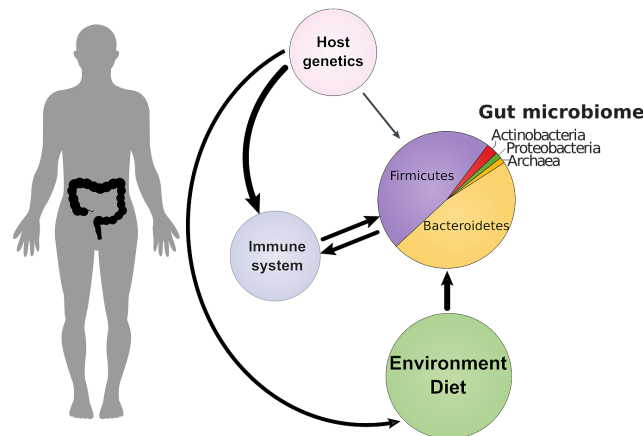 Host
genetics
Gut microbiome
Actinobacteria
Proteobacteria
Archaea
Firmicutes
Bacteroidetes
Immune
system
Environment
Diet